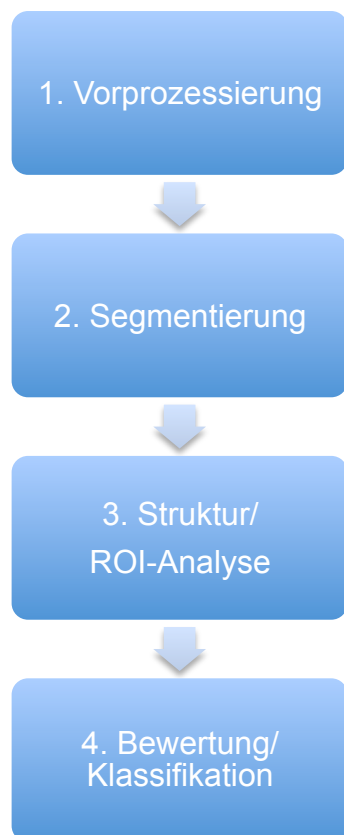 1. Vorprozessierung
2. Segmentierung
3. Struktur/
ROI-Analyse
4. Bewertung/
Klassifikation